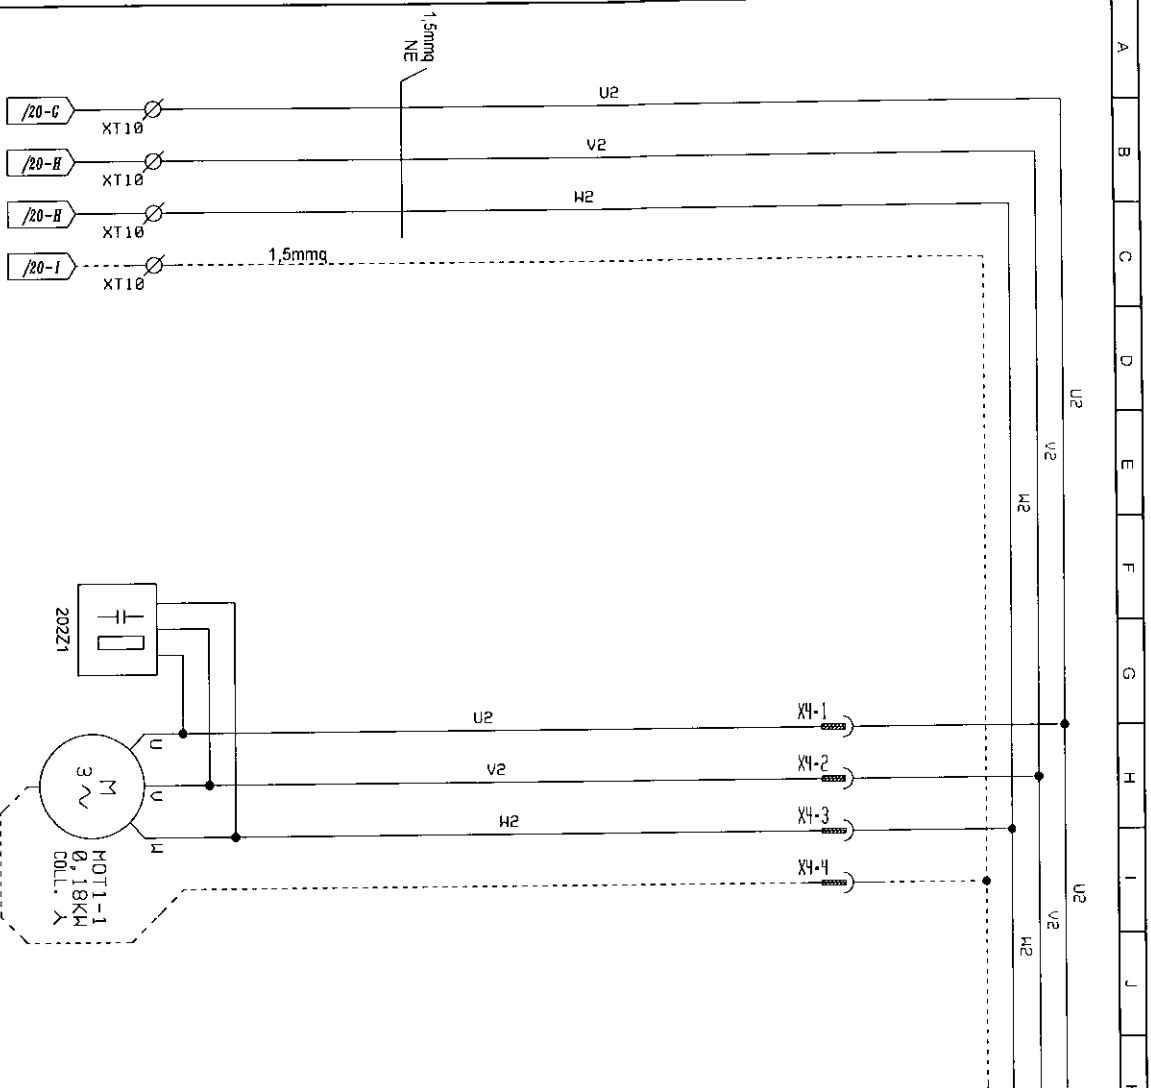 1,5mmq
NE
A
B
C
D
E
F
G
H
I
J
/20-G
XT10
U2
/20-H
XT10
V2
/20-H
XT10
W2
/20-I
XT10
1,5mmq
U2
V2
W2
202Z1
U2
X4-1
V2
X4-2
W2
X4-3
X4-4
U
V
W
M
3
MOT1-1
0,18KW
COLL. Y
U2
V2
W2